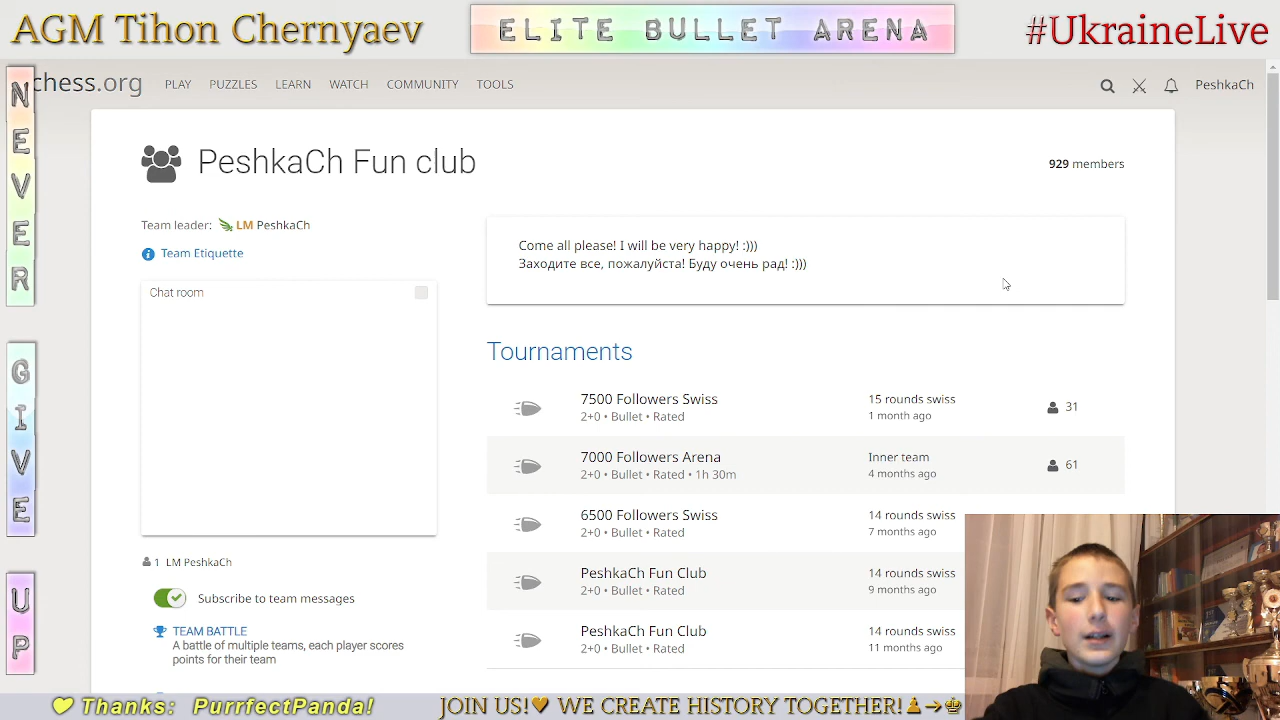 AGM Tihon Chernyaev
ELITE BULLET ARENA
#UkraineLive
NEVER
GIVE
UP
chess.org
PLAY PUZZLES LEARN WATCH COMMUNITY TOOLS
PeshkaCh
PeshkaCh Fun club
929 members
Team leader: LM PeshkaCh
Team Etiquette
Come all please! I will be very happy! :)))
Заходите все, пожалуйста! Буду очень рад! :)))
Chat room
Tournaments
7500 Followers Swiss
2+0 • Bullet • Rated
15 rounds swiss
1 month ago
31
7000 Followers Arena
2+0 • Bullet • Rated • 1h 30m
Inner team
4 months ago
61
6500 Followers Swiss
2+0 • Bullet • Rated
14 rounds swiss
7 months ago
PeshkaCh Fun Club
2+0 • Bullet • Rated
14 rounds swiss
9 months ago
PeshkaCh Fun Club
2+0 • Bullet • Rated
14 rounds swiss
11 months ago
1 LM PeshkaCh
Subscribe to team messages
TEAM BATTLE
A battle of multiple teams, each player scores
points for their team
Thanks: PurrfectPanda!
JOIN US! WE CREATE HISTORY TOGETHER!